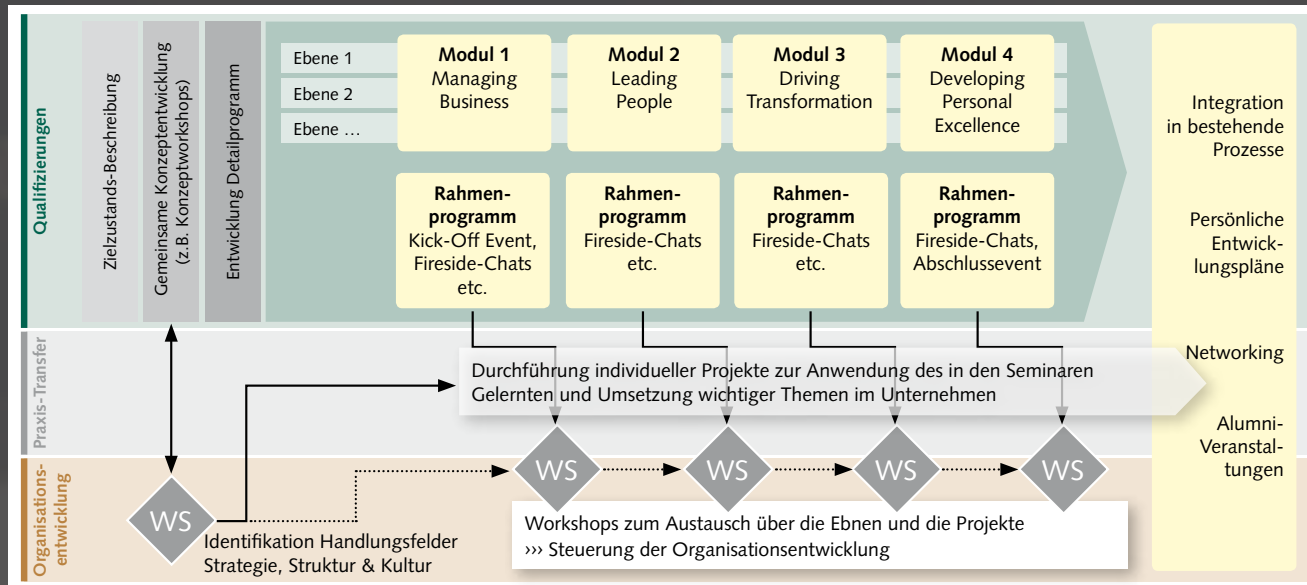 Qualifizierungen
Zielzustands-Beschreibung
Gemeinsame Konzeptentwicklung
(z.B. Konzeptworkshops)
Entwicklung Detailprogramm
Ebene 1
Ebene 2
Ebene …
Modul 1
Managing
Business
Modul 2
Leading
People
Modul 3
Driving
Transformation
Modul 4
Developing
Personal
Excellence
Rahmen-
programm
Kick-Off Event,
Fireside-Chats
etc.
Rahmen-
programm
Fireside-Chats
etc.
Rahmen-
programm
Fireside-Chats
etc.
Rahmen-
programm
Fireside-Chats,
Abschlussevent
Integration
in bestehende
Prozesse
Persönliche
Entwick-
lungspläne
Networking
Alumni-
Veranstal-
tungen
Praxis-Transfer
Durchführung individueller Projekte zur Anwendung des in den Seminaren
Gelernten und Umsetzung wichtiger Themen im Unternehmen
Organisations-
entwicklung
WS
WS
WS
WS
WS
Identifikation Handlungsfelder
Strategie, Struktur & Kultur
Workshops zum Austausch über die Ebnen und die Projekte
››› Steuerung der Organisationsentwicklung